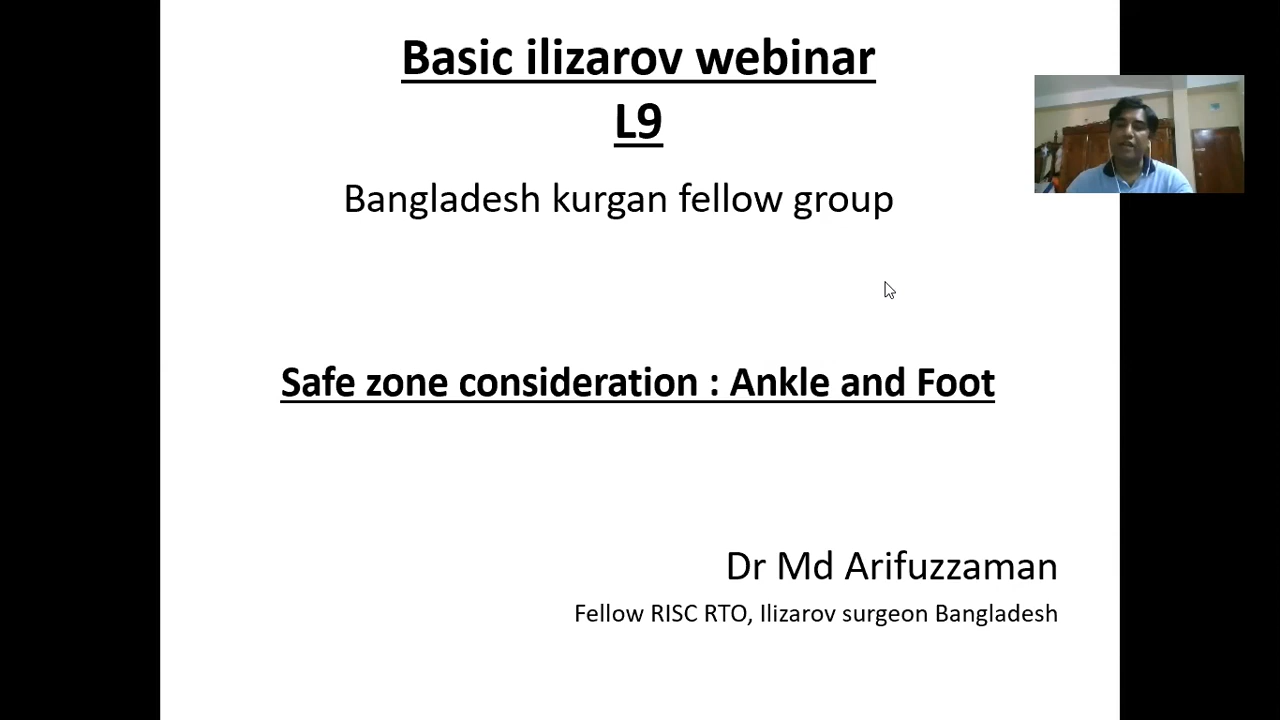 Basic ilizarov webinar
L9
Bangladesh kurgan fellow group
Safe zone consideration : Ankle and Foot
Dr Md Arifuzzaman
Fellow RISC RTO, Ilizarov surgeon Bangladesh